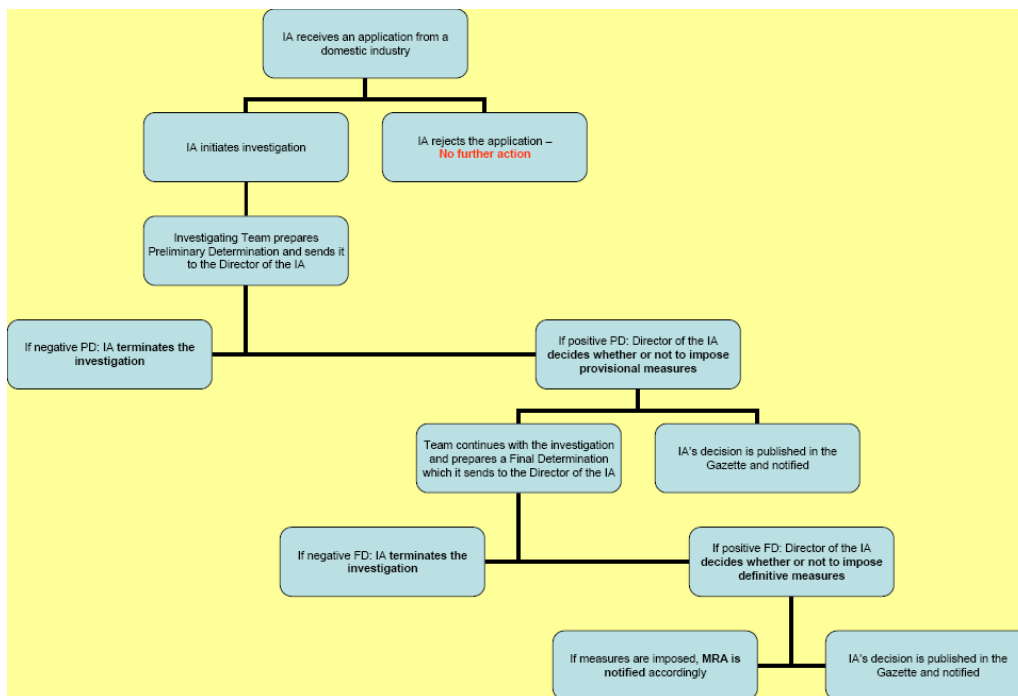 IA receives an application from a
domestic industry
IA initiates investigation
IA rejects the application –
No further action
Investigating Team prepares
Preliminary Determination and sends it
to the Director of the IA
If negative PD: IA terminates the
investigation
If positive PD: Director of the IA
decides whether or not to impose
provisional measures
Team continues with the investigation
and prepares a Final Determination
which it sends to the Director of the IA
IA's decision is published in the
Gazette and notified
If negative FD: IA terminates the
investigation
If positive FD: Director of the IA
decides whether or not to impose
definitive measures
If measures are imposed, MRA is
notified accordingly
IA's decision is published in the
Gazette and notified